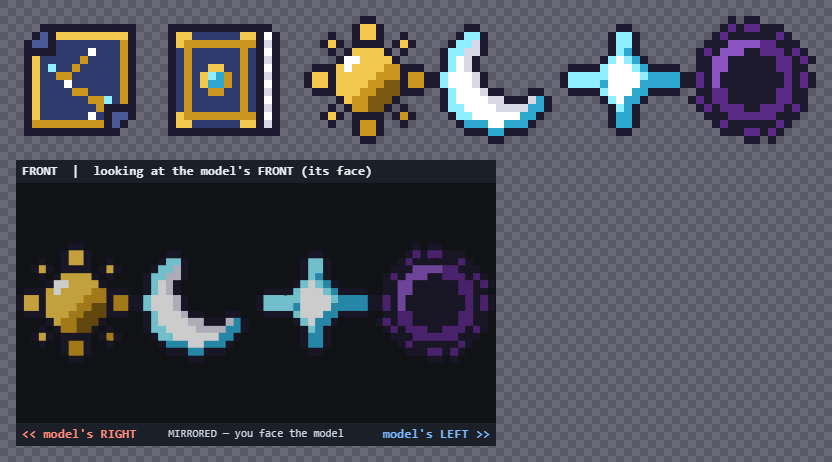 FRONT | looking at the model's FRONT (its face)
<< model's RIGHT MIRRORED — you face the model model's LEFT >>